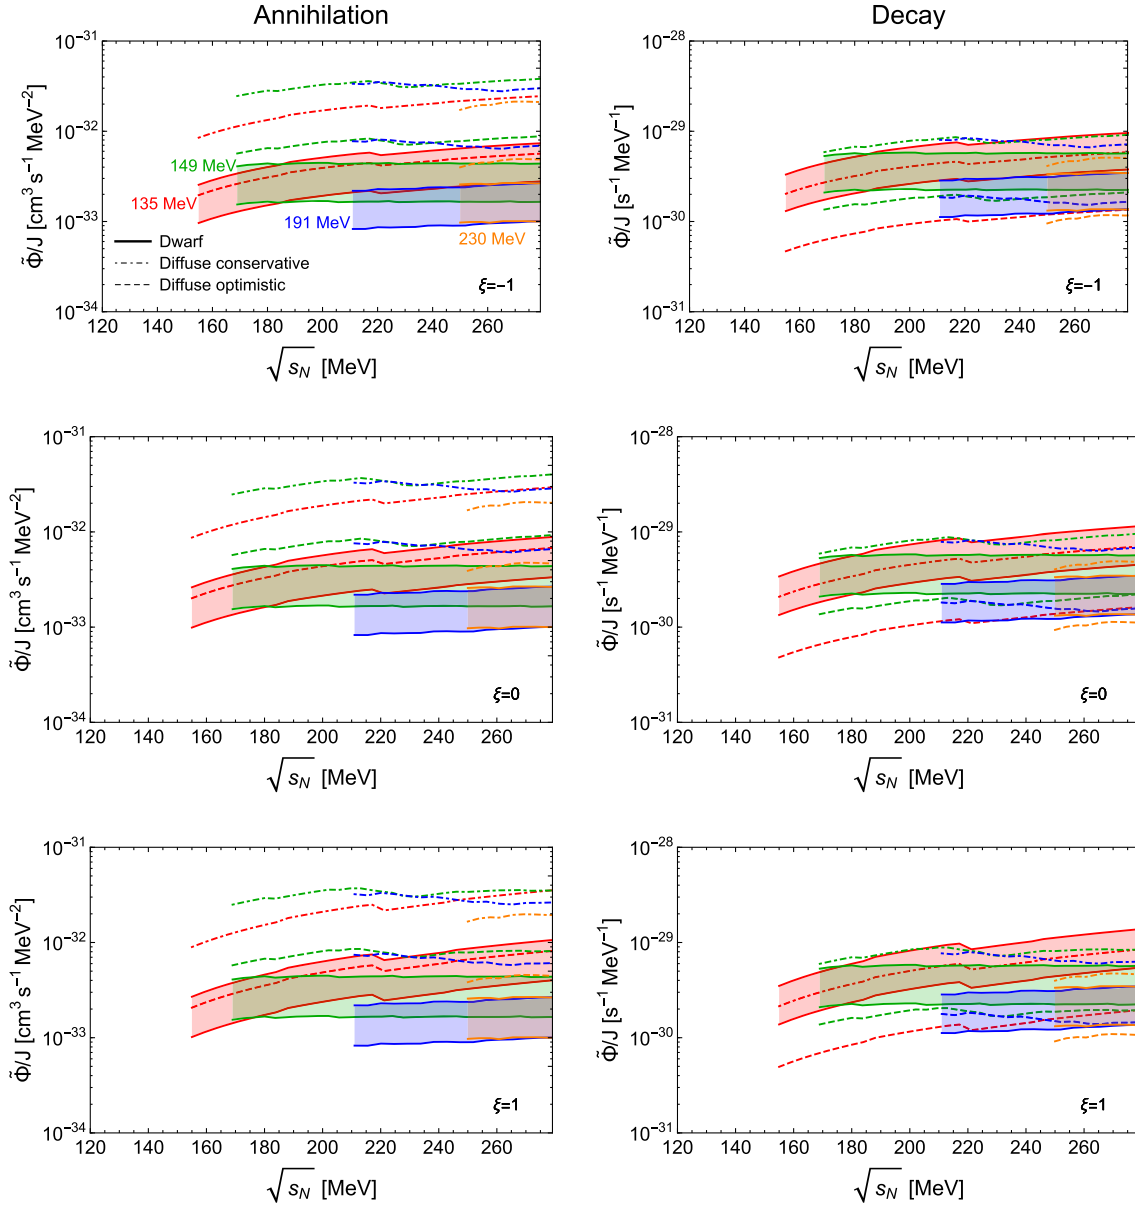 Annihilation
Decay
10⁻³¹
10⁻³²
10⁻³³
10⁻³⁴
Φ̃/J [cm³ s⁻¹ MeV⁻²]
149 MeV
135 MeV
191 MeV
230 MeV
Dwarf
Diffuse conservative
Diffuse optimistic
ξ=−1
120 140 160 180 200 220 240 260
√s_N [MeV]
10⁻²⁸
10⁻²⁹
10⁻³⁰
10⁻³¹
Φ̃/J [s⁻¹ MeV⁻¹]
ξ=−1
120 140 160 180 200 220 240 260
√s_N [MeV]
10⁻³¹
10⁻³²
10⁻³³
10⁻³⁴
Φ̃/J [cm³ s⁻¹ MeV⁻²]
ξ=0
120 140 160 180 200 220 240 260
√s_N [MeV]
10⁻²⁸
10⁻²⁹
10⁻³⁰
10⁻³¹
Φ̃/J [s⁻¹ MeV⁻¹]
ξ=0
120 140 160 180 200 220 240 260
√s_N [MeV]
10⁻³¹
10⁻³²
10⁻³³
10⁻³⁴
Φ̃/J [cm³ s⁻¹ MeV⁻²]
ξ=1
120 140 160 180 200 220 240 260
√s_N [MeV]
10⁻²⁸
10⁻²⁹
10⁻³⁰
10⁻³¹
Φ̃/J [s⁻¹ MeV⁻¹]
ξ=1
120 140 160 180 200 220 240 260
√s_N [MeV]